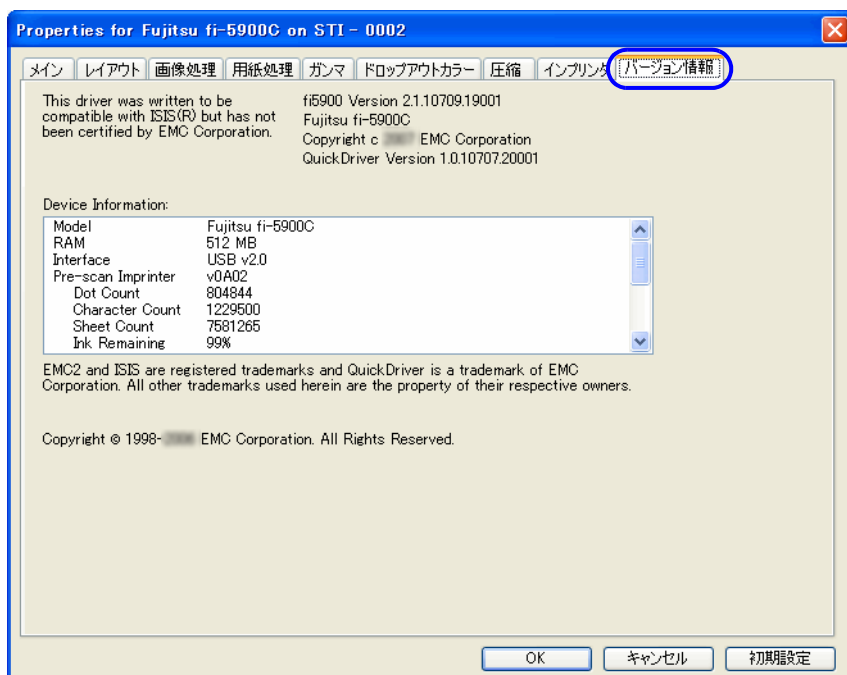 Properties for Fujitsu fi-5900C on STI - 0002
メイン レイアウト 画像処理 用紙処理 ガンマ ドロップアウトカラー 圧縮 インプリンタ バージョン情報
This driver was written to be
compatible with ISIS(R) but has not
been certified by EMC Corporation.
fi5900 Version 2.1.10709.19001
Fujitsu fi-5900C
Copyright c EMC Corporation
QuickDriver Version 1.0.10707.20001
Device Information:
Model Fujitsu fi-5900C
RAM 512 MB
Interface USB v2.0
Pre-scan Imprinter v0A02
Dot Count 804844
Character Count 1229500
Sheet Count 7581265
Ink Remaining 99%
EMC2 and ISIS are registered trademarks and QuickDriver is a trademark of EMC
Corporation. All other trademarks used herein are the property of their respective owners.
Copyright © 1998- EMC Corporation. All Rights Reserved.
OK キャンセル 初期設定